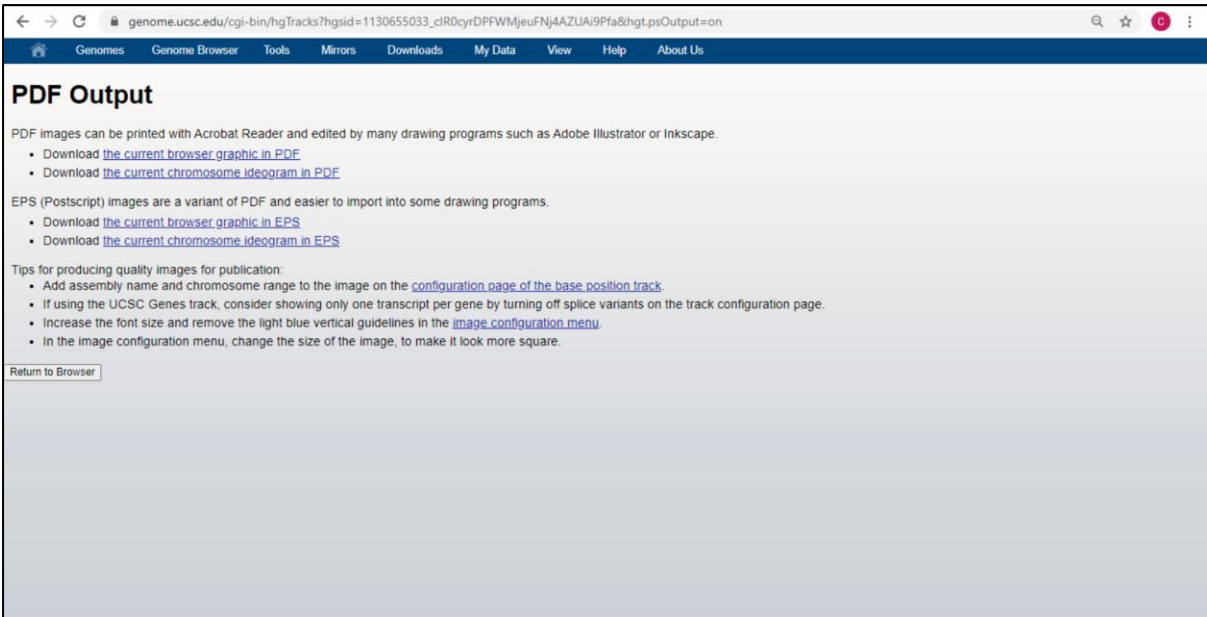 genome.ucsc.edu/cgi-bin/hgTracks?hgsid=1130655033_clR0cyrDPFWMjeuFNj4AZUAi9Pfa&hgt.psOutput=on
C
Genomes Genome Browser Tools Mirrors Downloads My Data View Help About Us
PDF Output
PDF images can be printed with Acrobat Reader and edited by many drawing programs such as Adobe Illustrator or Inkscape.
• Download the current browser graphic in PDF
• Download the current chromosome ideogram in PDF
EPS (Postscript) images are a variant of PDF and easier to import into some drawing programs.
• Download the current browser graphic in EPS
• Download the current chromosome ideogram in EPS
Tips for producing quality images for publication:
• Add assembly name and chromosome range to the image on the configuration page of the base position track.
• If using the UCSC Genes track, consider showing only one transcript per gene by turning off splice variants on the track configuration page.
• Increase the font size and remove the light blue vertical guidelines in the image configuration menu.
• In the image configuration menu, change the size of the image, to make it look more square.
Return to Browser